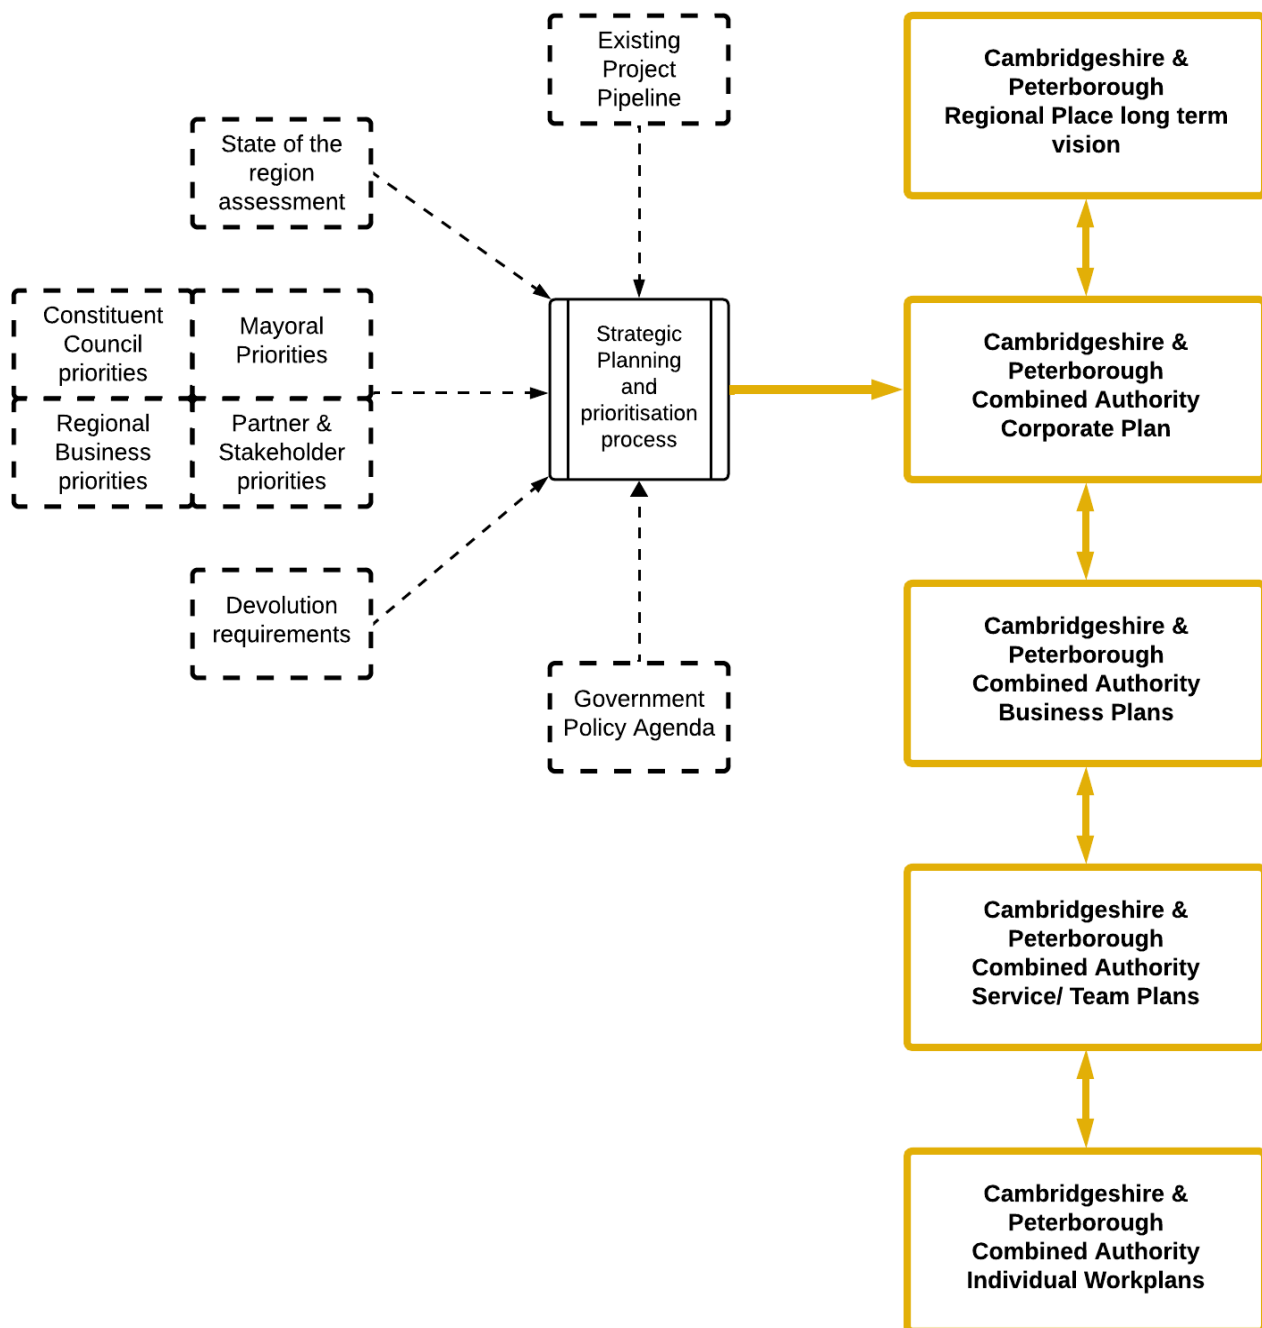 Existing
Project
Pipeline
State of the
region
assessment
Constituent
Council
priorities
Mayoral
Priorities
Regional
Business
priorities
Partner &
Stakeholder
priorities
Devolution
requirements
Strategic
Planning
and
prioritisation
process
Government
Policy Agenda
Cambridgeshire &
Peterborough
Regional Place long term
vision
Cambridgeshire &
Peterborough
Combined Authority
Corporate Plan
Cambridgeshire &
Peterborough
Combined Authority
Business Plans
Cambridgeshire &
Peterborough
Combined Authority
Service/ Team Plans
Cambridgeshire &
Peterborough
Combined Authority
Individual Workplans